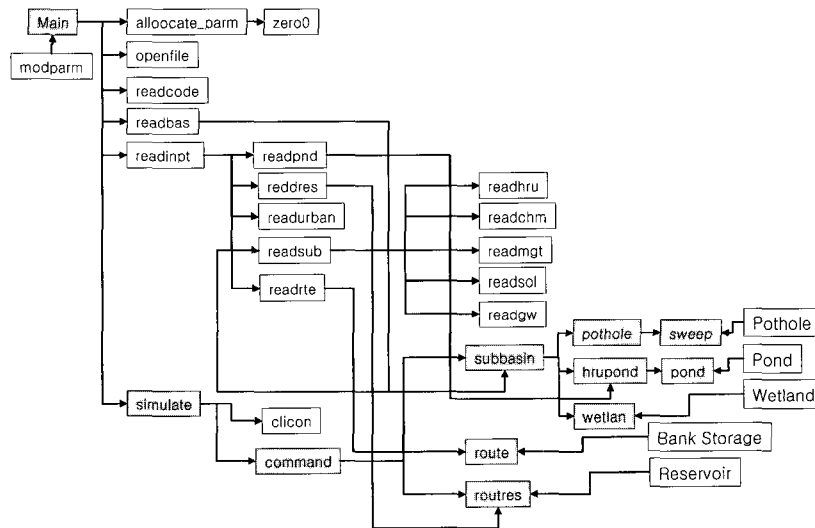 Main
alloocate_parm
zero0
modparm
openfile
readcode
readbas
readinpt
readpnd
reddres
readhru
readurban
readchm
readsub
readmgt
readsol
readrte
readgw
pothole
sweep
Pothole
subbasin
hrupond
pond
Pond
simulate
wetlan
Wetland
clicon
command
route
Bank Storage
routres
Reservoir